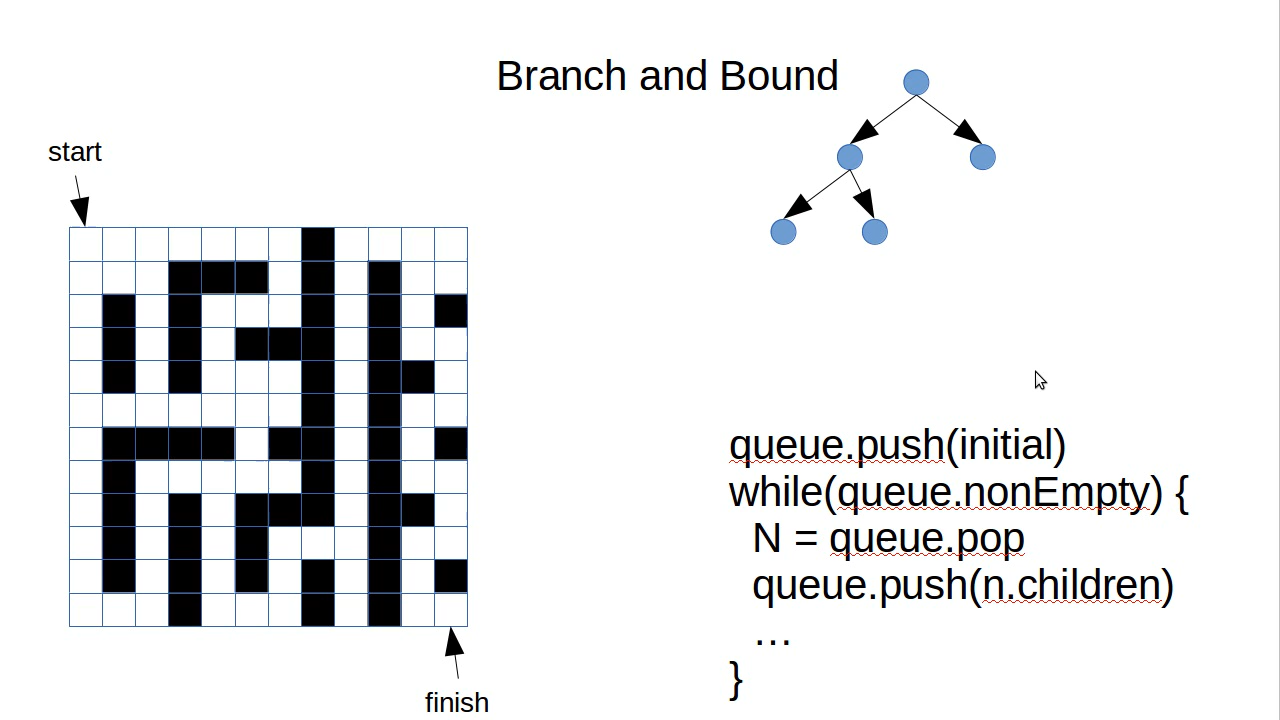 Branch and Bound
start
queue.push(initial)
while(queue.nonEmpty) {
N = queue.pop
queue.push(n.children)
…
}
finish